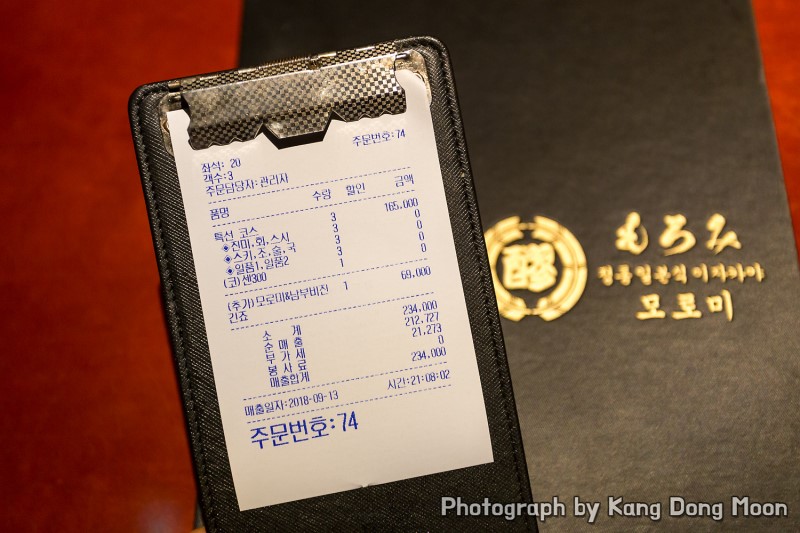 주문번호:74
좌석: 20
객수:3
주문담당자:관리자
품명 수량 할인 금액
특선 코스 3 165,000
◈진미,회,스시 3 0
◈스키,조,술,국 3 0
◈일품1,일품2 3 0
(코)센300 1 0
(추가)모로미&남부비진 1 69,000
긴죠
소 계 234,000
순 매 출 212,727
부 가 세 21,273
봉 사 료 0
매출합계 234,000
매출일자:2018-09-13 시간:21:08:02
주문번호:74
醪
もろみ
정통일본식 이자까야
모로미
Photograph by Kang Dong Moon